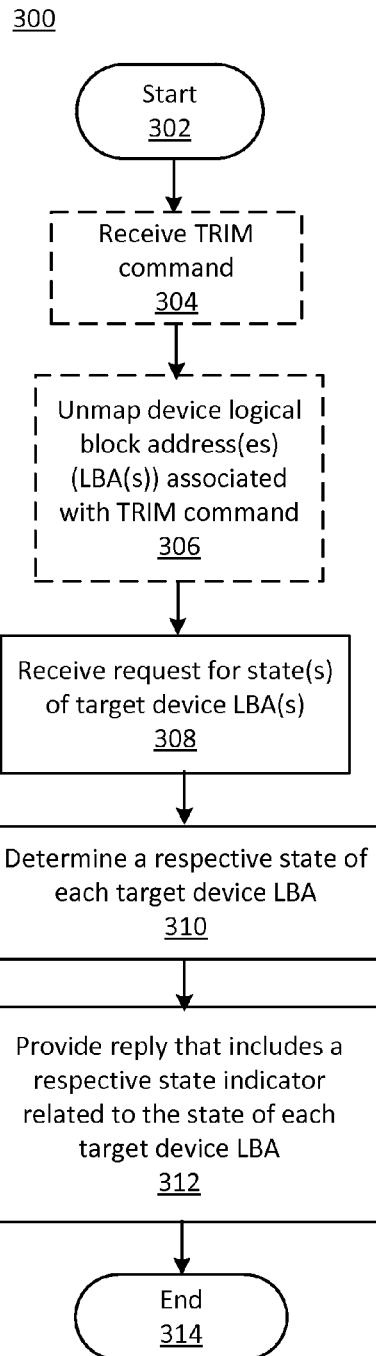 300
Start
302
Receive TRIM
command
304
Unmap device logical
block address(es)
(LBA(s)) associated
with TRIM command
306
Receive request for state(s)
of target device LBA(s)
308
Determine a respective state of
each target device LBA
310
Provide reply that includes a
respective state indicator
related to the state of each
target device LBA
312
End
314